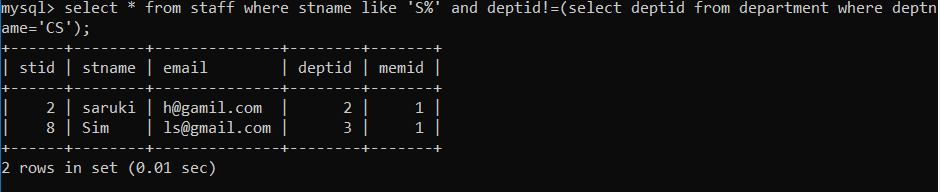 mysql> select * from staff where stname like 'S%' and deptid!=(select deptid from department where deptn
ame='CS');
+------+--------+--------------+--------+-------+
| stid | stname | email        | deptid | memid |
+------+--------+--------------+--------+-------+
|    2 | saruki | h@gamil.com  |      2 |     1 |
|    8 | Sim    | ls@gmail.com |      3 |     1 |
+------+--------+--------------+--------+-------+
2 rows in set (0.01 sec)